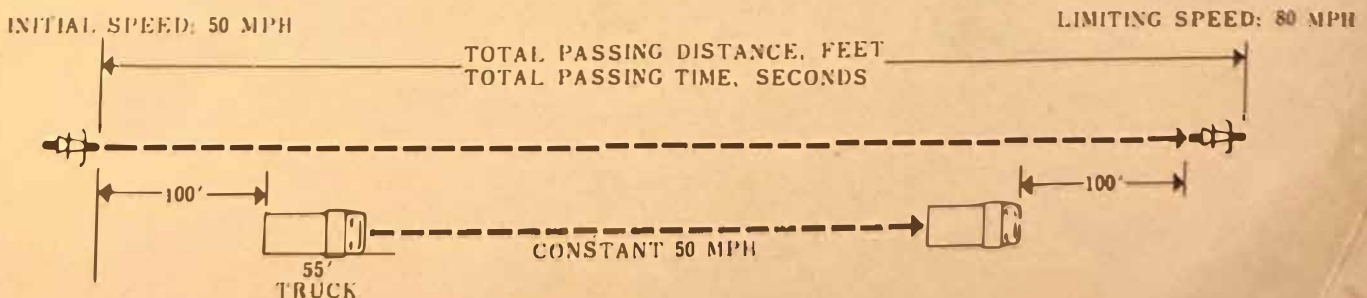 INITIAL SPEED: 50 MPH
LIMITING SPEED: 80 MPH
TOTAL PASSING DISTANCE, FEET
TOTAL PASSING TIME, SECONDS
100'
100'
CONSTANT 50 MPH
55'
TRUCK